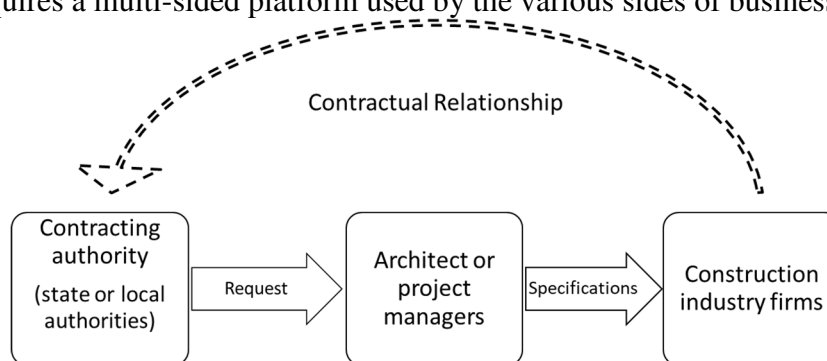 quires a multi-sided platform used by the various sides of business
Contractual Relationship
Contracting
authority
(state or local
authorities)
Request
Architect or
project
managers
Specifications
Construction
industry firms